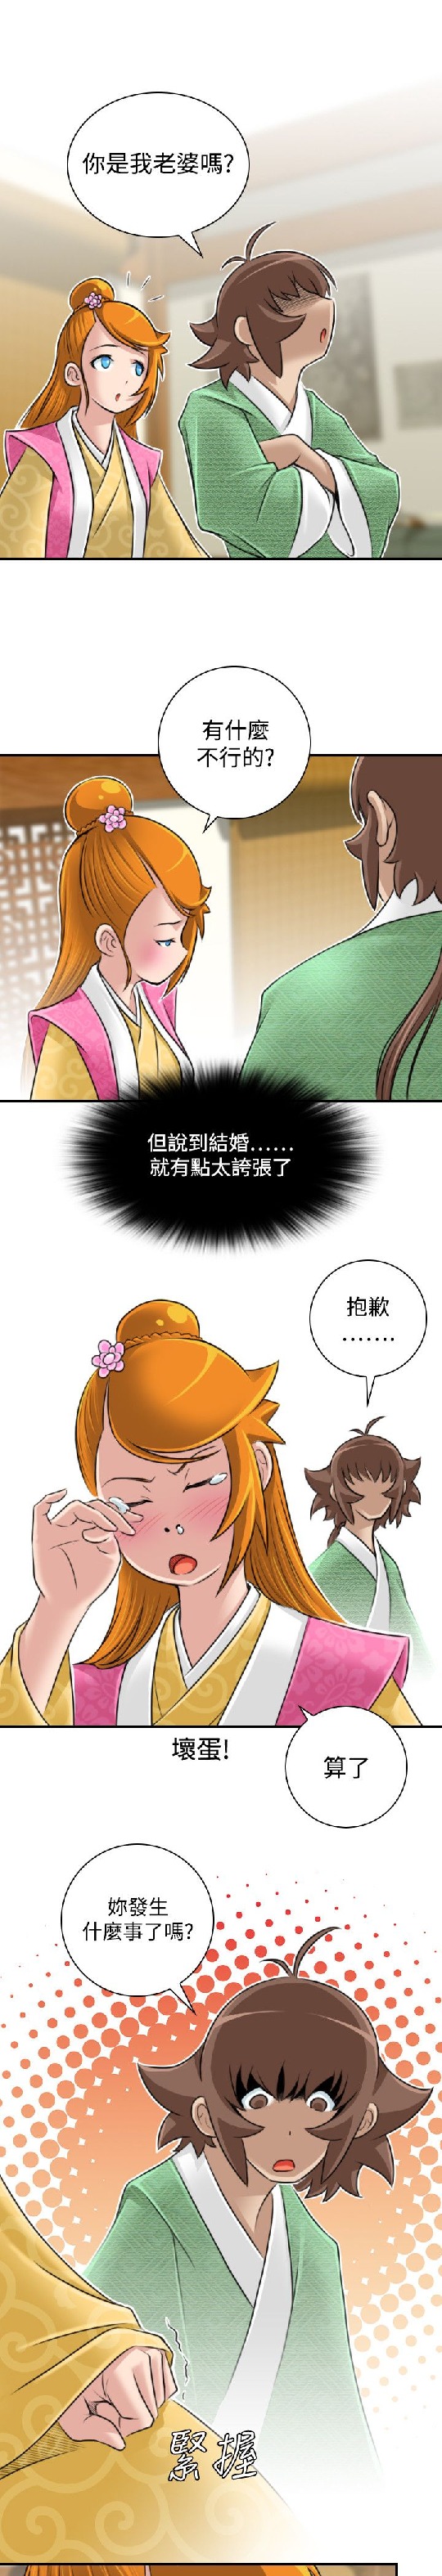 你是我老婆嗎?
有什麼
不行的?
但說到結婚……
就有點太誇張了
抱歉
…….
壞蛋!
算了
妳發生
什麼事了嗎?
緊握